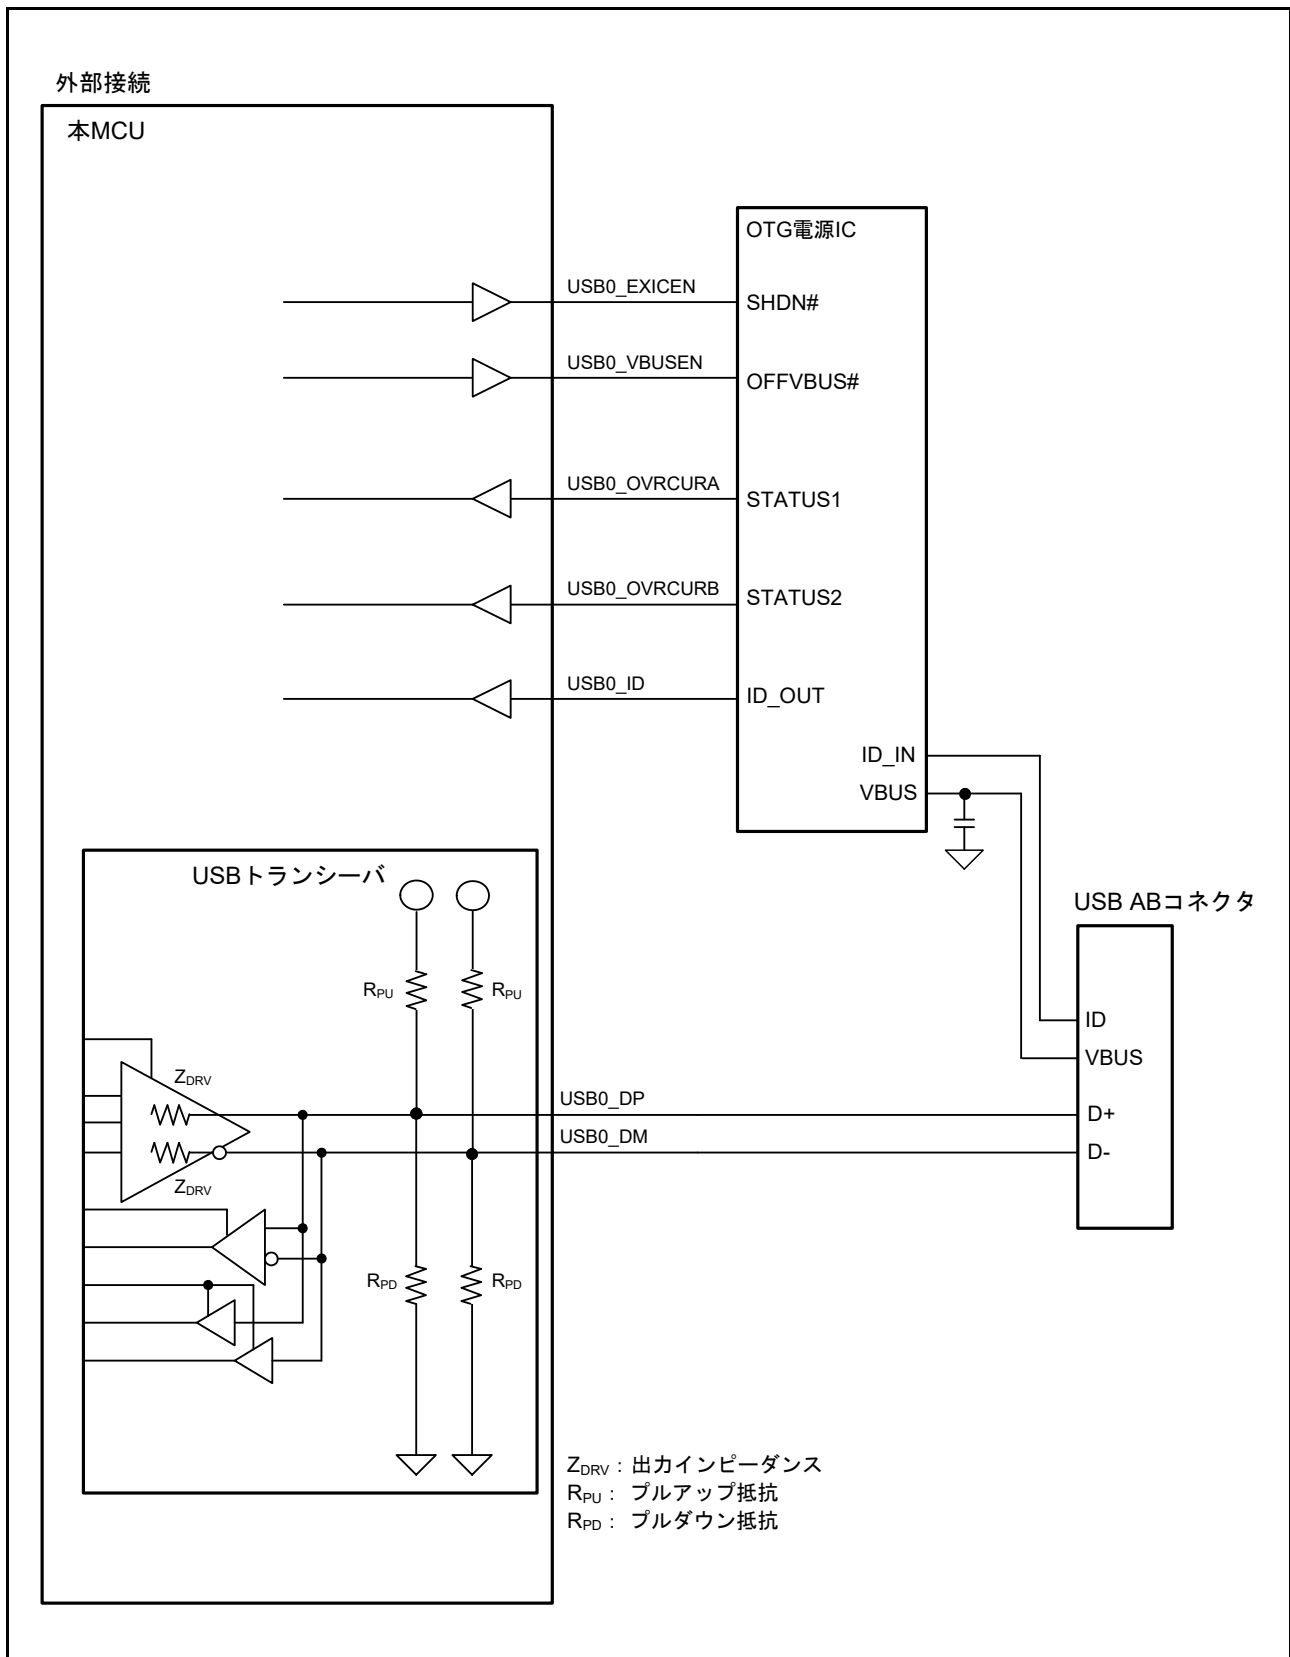 外部接続
本MCU
OTG電源IC
USB0_EXICEN
SHDN#
USB0_VBUSEN
OFFVBUS#
USB0_OVRCURA
STATUS1
USB0_OVRCURB
STATUS2
USB0_ID
ID_OUT
ID_IN
VBUS
USBトランシーバ
USB ABコネクタ
RPU
RPU
ID
VBUS
ZDRV
USB0_DP
D+
USB0_DM
D-
ZDRV
RPD
RPD
ZDRV : 出力インピーダンス
RPU : プルアップ抵抗
RPD : プルダウン抵抗